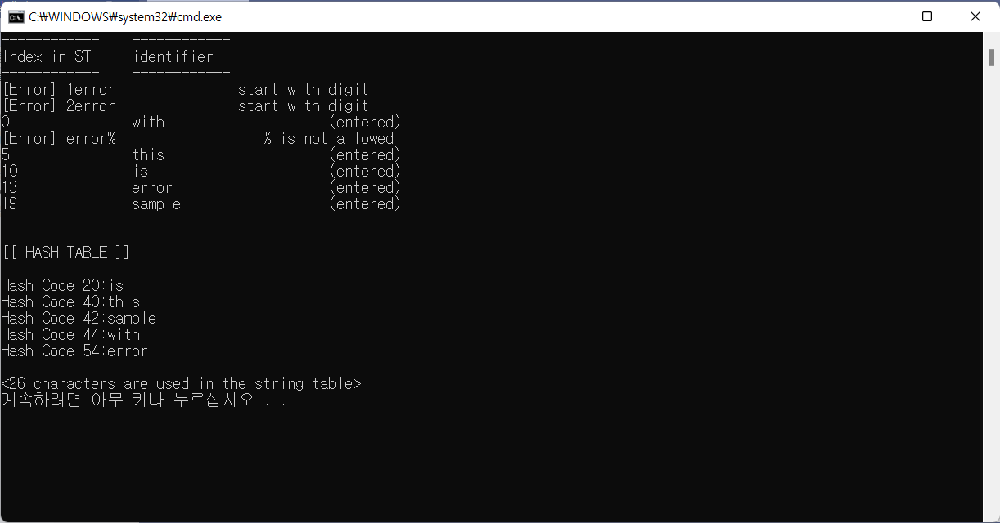 C:₩WINDOWS₩system32₩cmd.exe
------------    ------------
Index in ST     identifier
------------    ------------
[Error] 1error               start with digit
[Error] 2error               start with digit
0               with                    (entered)
[Error] error%                  % is not allowed
5               this                    (entered)
10              is                      (entered)
13              error                   (entered)
19              sample                  (entered)
[[ HASH TABLE ]]
Hash Code 20:is
Hash Code 40:this
Hash Code 42:sample
Hash Code 44:with
Hash Code 54:error
<26 characters are used in the string table>
계속하려면 아무 키나 누르십시오 . . .